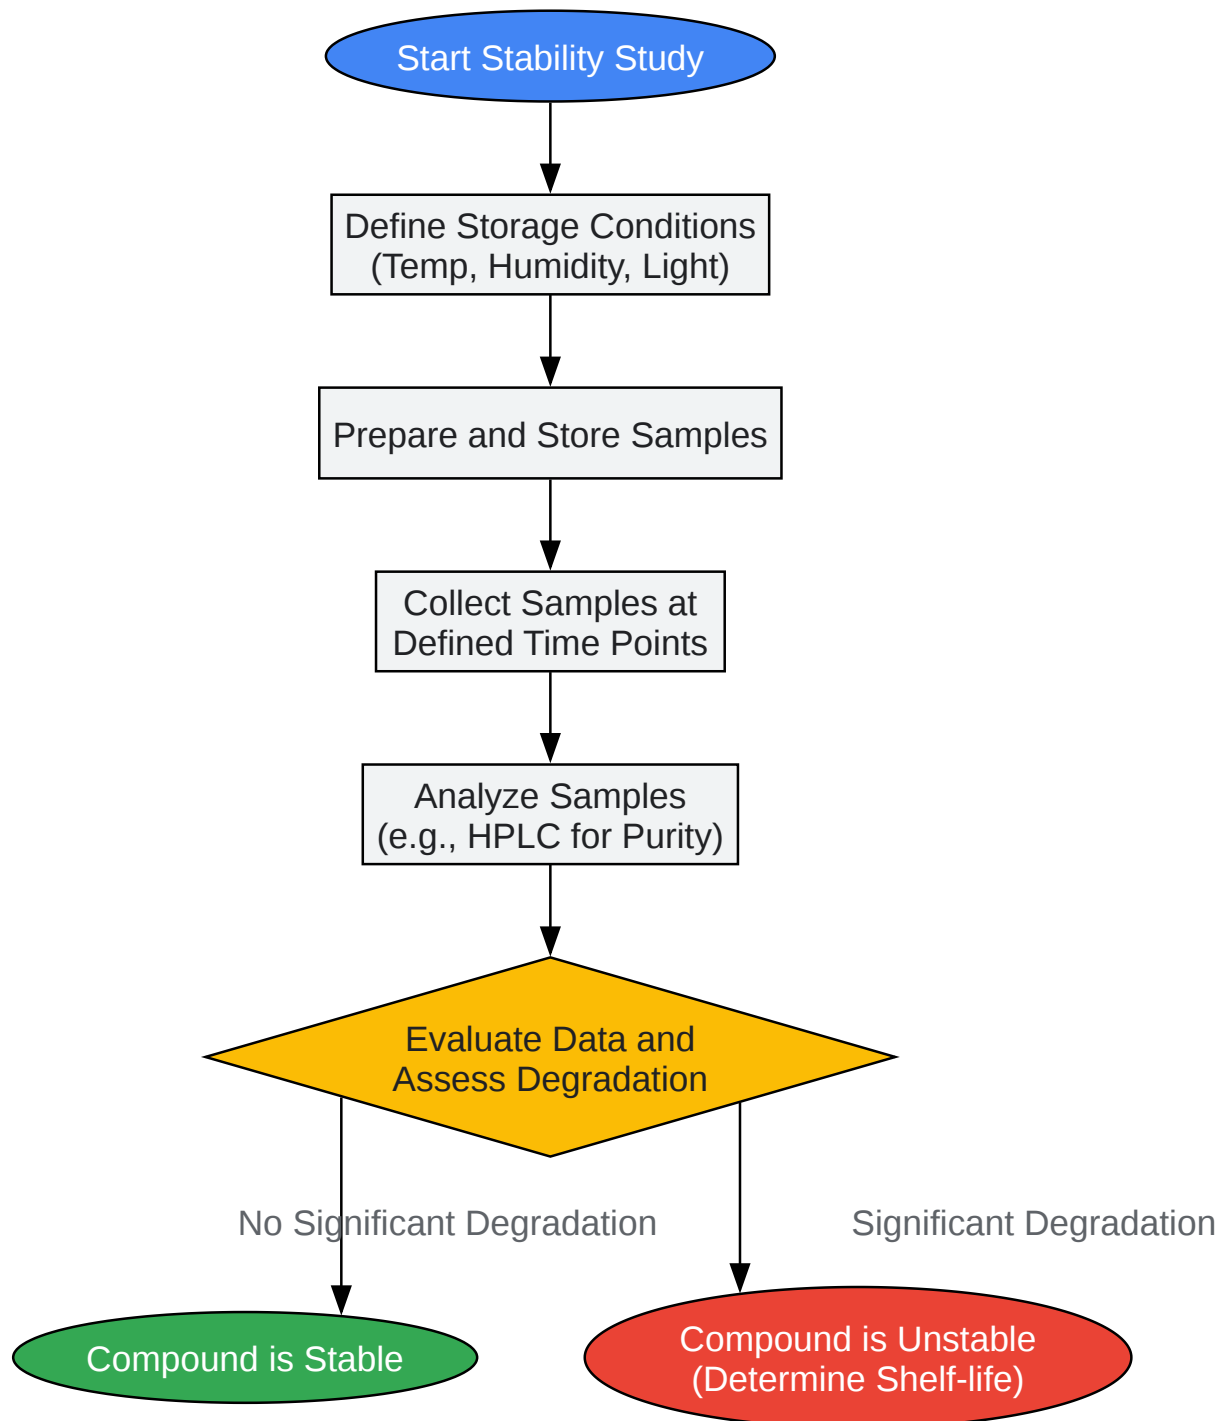 Start Stability Study
Define Storage Conditions
(Temp, Humidity, Light)
Prepare and Store Samples
Collect Samples at
Defined Time Points
Analyze Samples
(e.g., HPLC for Purity)
Evaluate Data and
Assess Degradation
No Significant Degradation
Significant Degradation
Compound is Stable
Compound is Unstable
(Determine Shelf-life)